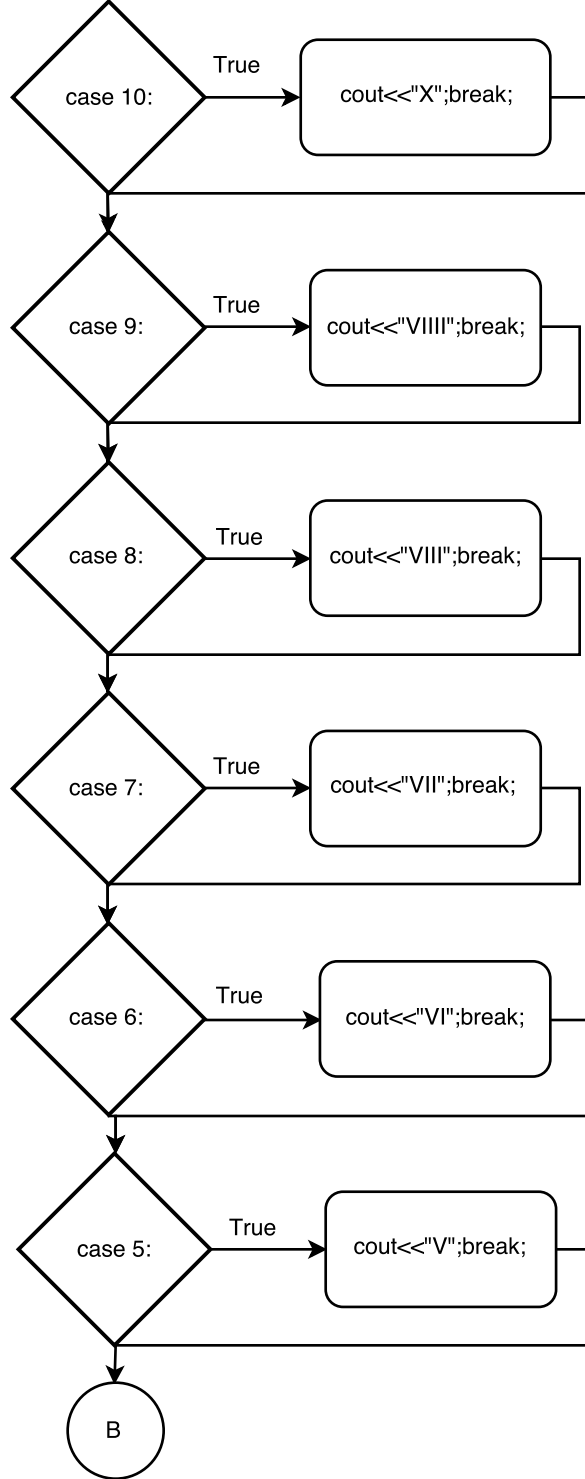 True
case 10:
cout<<"X";break;
True
case 9:
cout<<"VIIII";break;
True
case 8:
cout<<"VIII";break;
True
case 7:
cout<<"VII";break;
True
case 6:
cout<<"VI";break;
True
case 5:
cout<<"V";break;
B